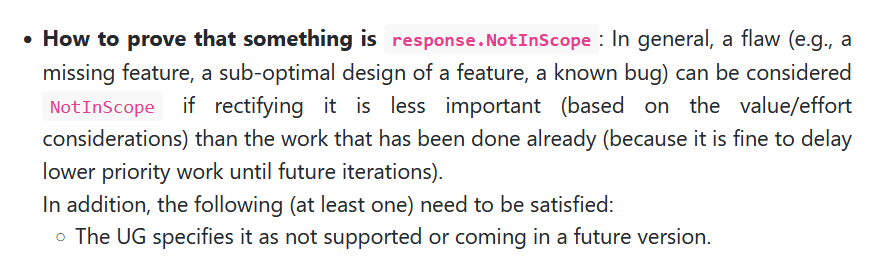 • How to prove that something is response.NotInScope: In general, a flaw (e.g., a
missing feature, a sub-optimal design of a feature, a known bug) can be considered
NotInScope if rectifying it is less important (based on the value/effort
considerations) than the work that has been done already (because it is fine to delay
lower priority work until future iterations).
In addition, the following (at least one) need to be satisfied:
○ The UG specifies it as not supported or coming in a future version.